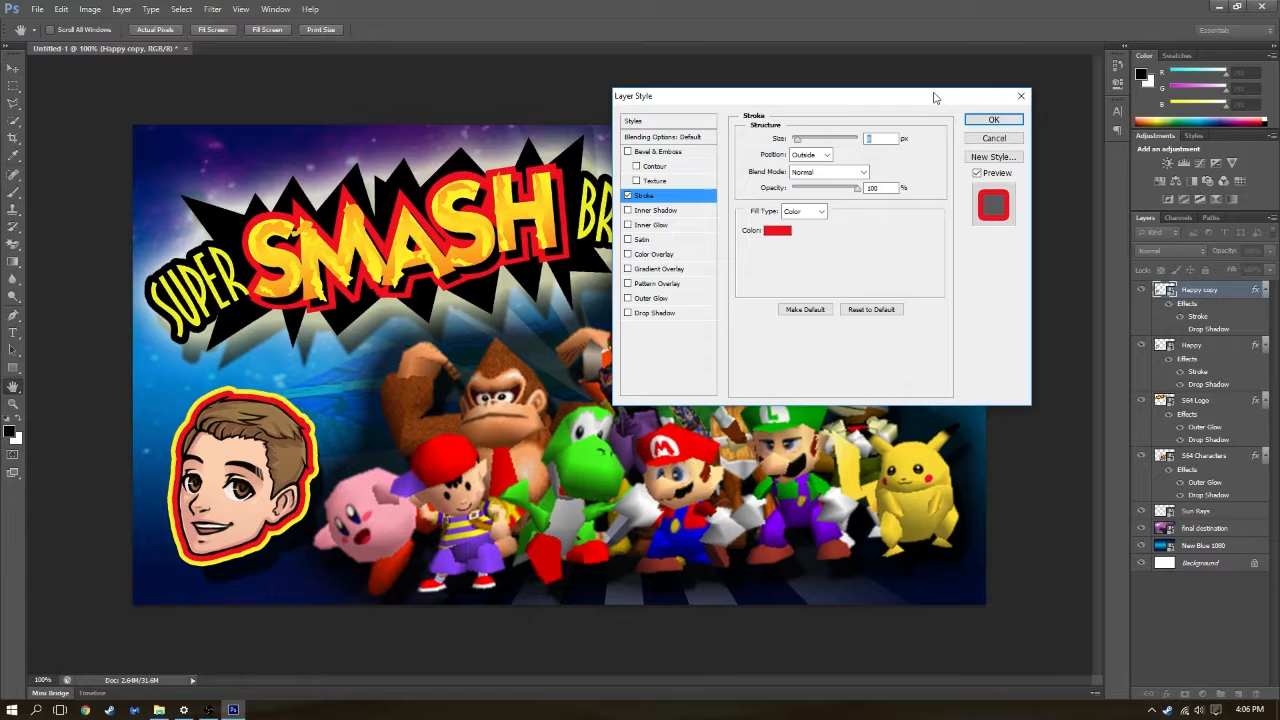 Ps File Edit Image Layer Type Select Filter View Window Help
Scroll All Windows Actual Pixels Fit Screen Fill Screen Print Size Essentials
Untitled-1 @ 100% (Happy copy, RGB/8) * ×
Layer Style
Styles
Blending Options: Default
Bevel & Emboss
Contour
Texture
Stroke
Inner Shadow
Inner Glow
Satin
Color Overlay
Gradient Overlay
Pattern Overlay
Outer Glow
Drop Shadow
Stroke
Structure
Size: px
Position: Outside
Blend Mode: Normal
Opacity: 100 %
Fill Type: Color
Color:
Make Default Reset to Default
OK
Cancel
New Style...
Preview
Color Swatches
R
G
B
Adjustments Styles
Add an adjustment
Layers Channels Paths
Kind
Normal Opacity:
Lock: Fill:
Happy copy fx
Effects
Stroke
Drop Shadow
Happy fx
Effects
Stroke
Drop Shadow
S64 Logo fx
Effects
Outer Glow
Drop Shadow
S64 Characters fx
Effects
Outer Glow
Drop Shadow
Sun Rays
final destination
New Blue 1080
Background
SUPER SMASH BR
M
L
100% Doc: 2.64M/31.6M
Mini Bridge Timeline
4:06 PM